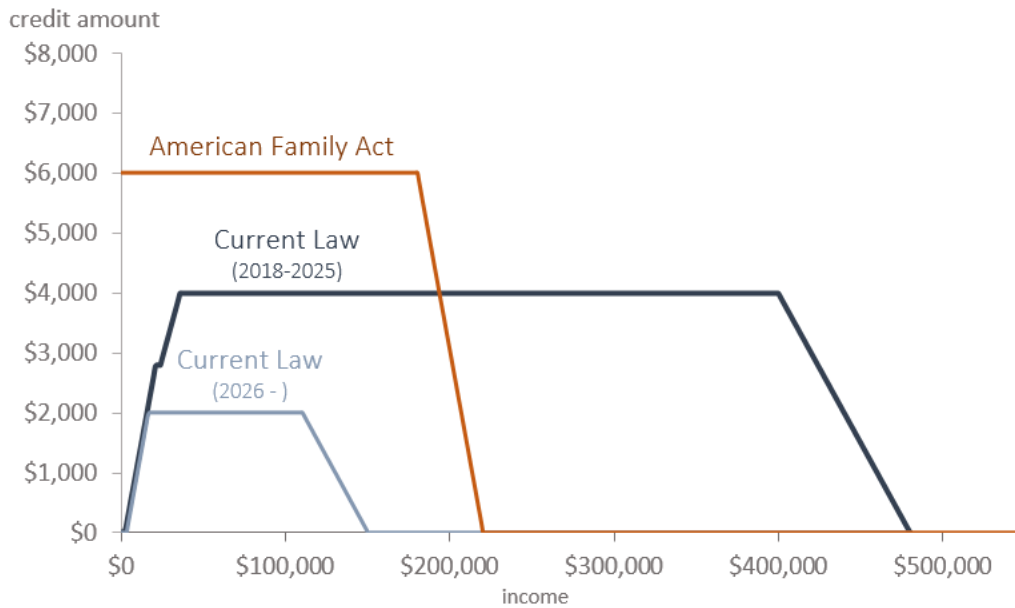 credit amount
$8,000
$7,000
American Family Act
$6,000
$5,000
Current Law
(2018-2025)
$4,000
$3,000
Current Law
(2026 - )
$2,000
$1,000
$0
$0 $100,000 $200,000 $300,000 $400,000 $500,000
income